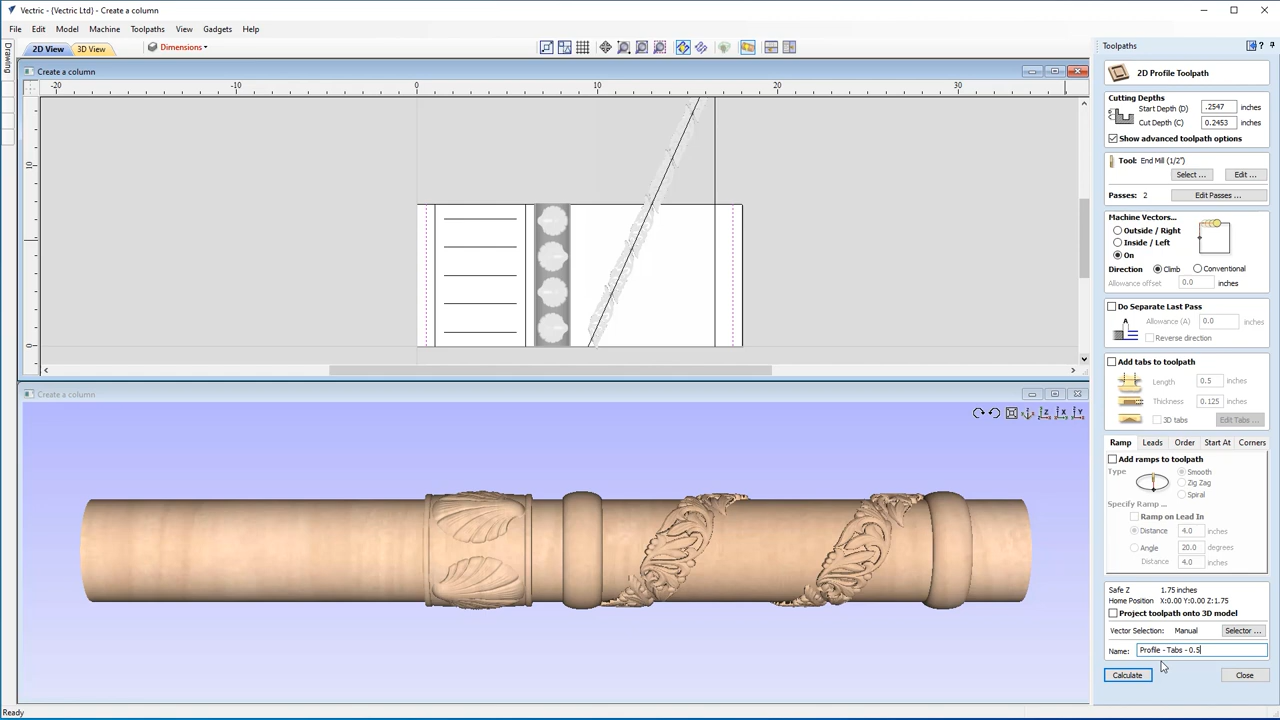 Vectric - {Vectric Ltd} - Create a column
File Edit Model Machine Toolpaths View Gadgets Help
2D View 3D View Dimensions
Drawing
Create a column
-20 -10 0 10 20 30
10
0
Create a column
Ready
Toolpaths
2D Profile Toolpath
Cutting Depths
Start Depth (D) .2547 inches
Cut Depth (C) 0.2453 inches
Show advanced toolpath options
Tool: End Mill (1/2")
Select ... Edit ...
Passes: 2 Edit Passes ...
Machine Vectors...
Outside / Right
Inside / Left
On
Direction Climb Conventional
Allowance offset 0.0 inches
Do Separate Last Pass
Allowance (A) 0.0 inches
Reverse direction
Add tabs to toolpath
Length 0.5 inches
Thickness 0.125 inches
3D tabs Edit Tabs ...
Ramp Leads Order Start At Corners
Add ramps to toolpath
Type Smooth
Zig Zag
Spiral
Specify Ramp ...
Ramp on Lead In
Distance 4.0 inches
Angle 20.0 degrees
Distance 4.0 inches
Safe Z 1.75 inches
Home Position X:0.00 Y:0.00 Z:1.75
Project toolpath onto 3D model
Vector Selection: Manual Selector ...
Name: Profile - Tabs - 0.5
Calculate Close